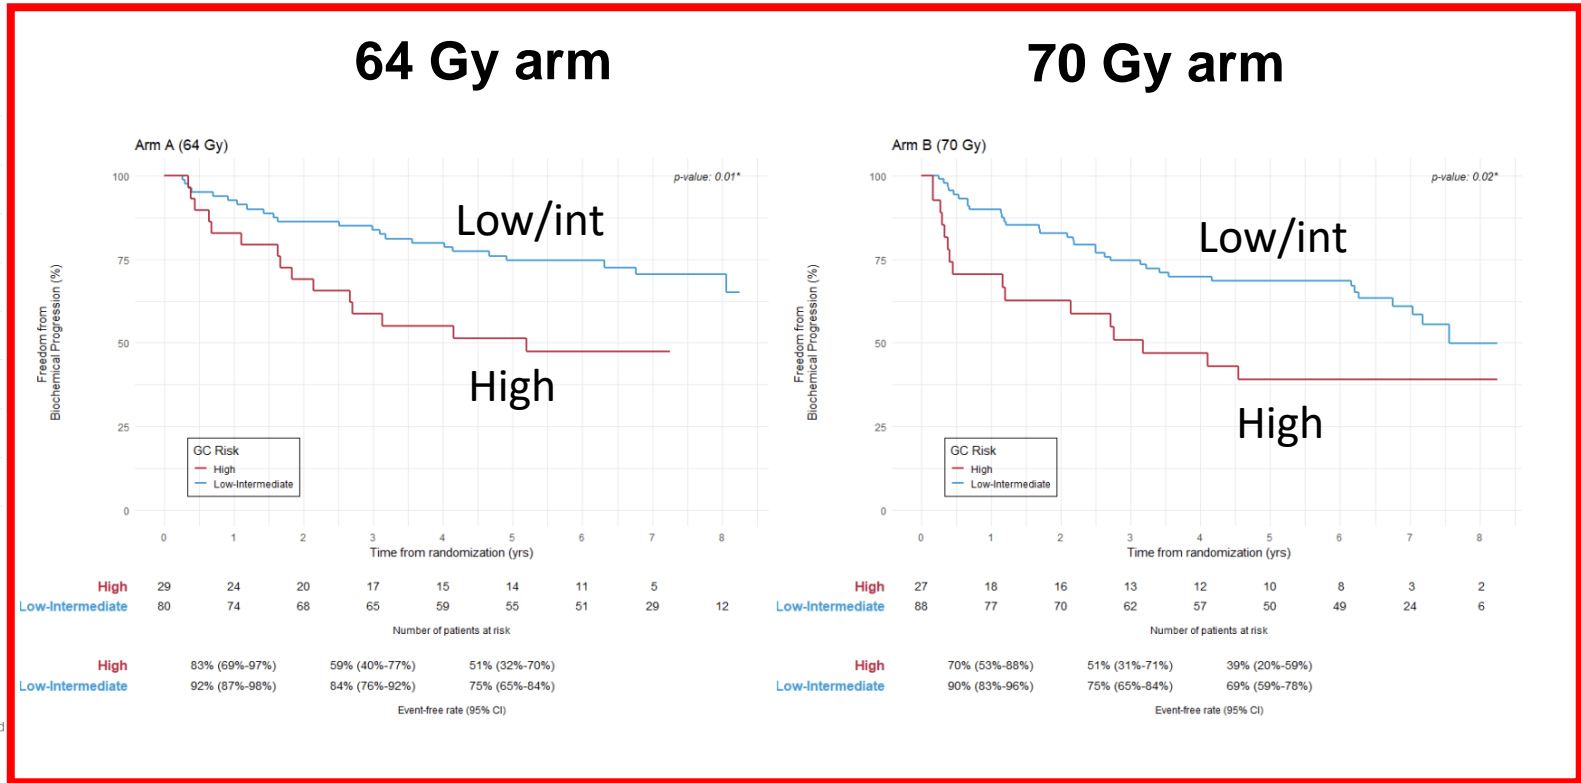 64 Gy arm
70 Gy arm
Arm A (64 Gy)
p-value: 0.01*
100
75
50
25
0
Freedom from
Biochemical Progression (%)
Low/int
High
GC Risk
High
Low-Intermediate
0 1 2 3 4 5 6 7 8
Time from randomization (yrs)
High 29 24 20 17 15 14 11 5
Low-Intermediate 80 74 68 65 59 55 51 29 12
Number of patients at risk
High 83% (69%-97%) 59% (40%-77%) 51% (32%-70%)
Low-Intermediate 92% (87%-98%) 84% (76%-92%) 75% (65%-84%)
Event-free rate (95% CI)
Arm B (70 Gy)
p-value: 0.02*
100
75
50
25
0
Freedom from
Biochemical Progression (%)
Low/int
High
GC Risk
High
Low-Intermediate
0 1 2 3 4 5 6 7 8
Time from randomization (yrs)
High 27 18 16 13 12 10 8 3 2
Low-Intermediate 88 77 70 62 57 50 49 24 6
Number of patients at risk
High 70% (53%-88%) 51% (31%-71%) 39% (20%-59%)
Low-Intermediate 90% (83%-96%) 75% (65%-84%) 69% (59%-78%)
Event-free rate (95% CI)